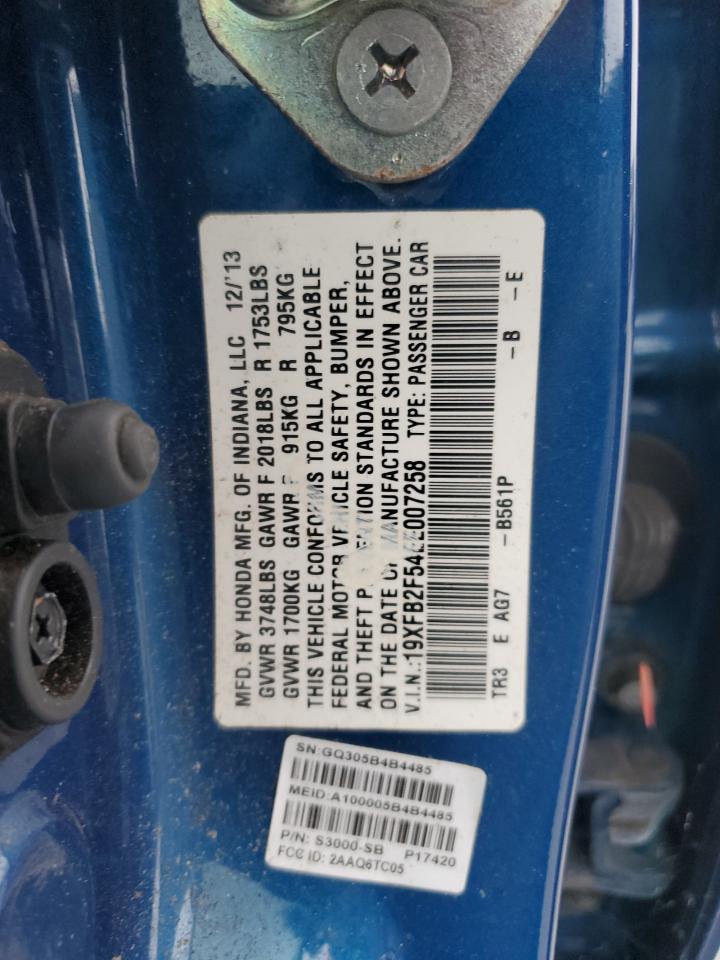 MFD. BY HONDA MFG. OF INDIANA, LLC 12/'13
GVWR 3748LBS GAWR F 2018LBS R 1753LBS
GVWR 1700KG GAWR F 915KG R 795KG
THIS VEHICLE CONFORMS TO ALL APPLICABLE
FEDERAL MOTOR VEHICLE SAFETY, BUMPER,
AND THEFT PREVENTION STANDARDS IN EFFECT
ON THE DATE OF MANUFACTURE SHOWN ABOVE.
V.I.N.: TYPE: PASSENGER CAR
TR3 E AG7 -B561P -B -E
SN:GQ305B4B4485
MEID:A100005B4B4485
P/N: S3000-SB P17420
FCC ID: 2AAQ6TC05